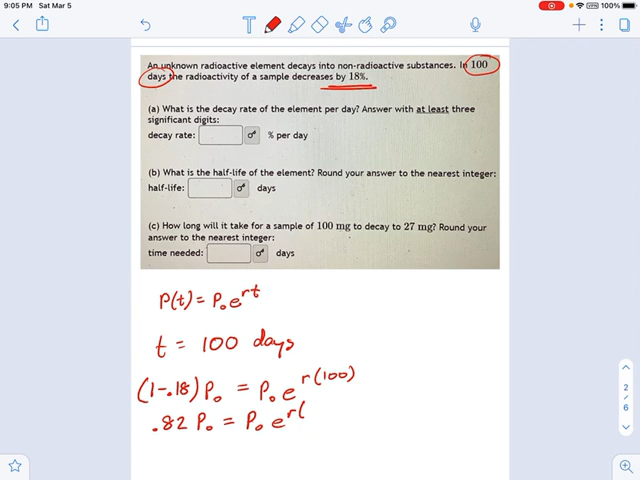 9:05 PM Sat Mar 5
100%
An unknown radioactive element decays into non-radioactive substances. In 100
days the radioactivity of a sample decreases by 18%.
(a) What is the decay rate of the element per day? Answer with at least three
significant digits:
decay rate: % per day
(b) What is the half-life of the element? Round your answer to the nearest integer:
half-life: days
(c) How long will it take for a sample of 100 mg to decay to 27 mg? Round your
answer to the nearest integer:
time needed: days
P(t) = P₀ e^rt
t = 100 days
(1-.18) P₀ = P₀ e^r(100)
.82 P₀ = P₀ e^r(
2
/
6